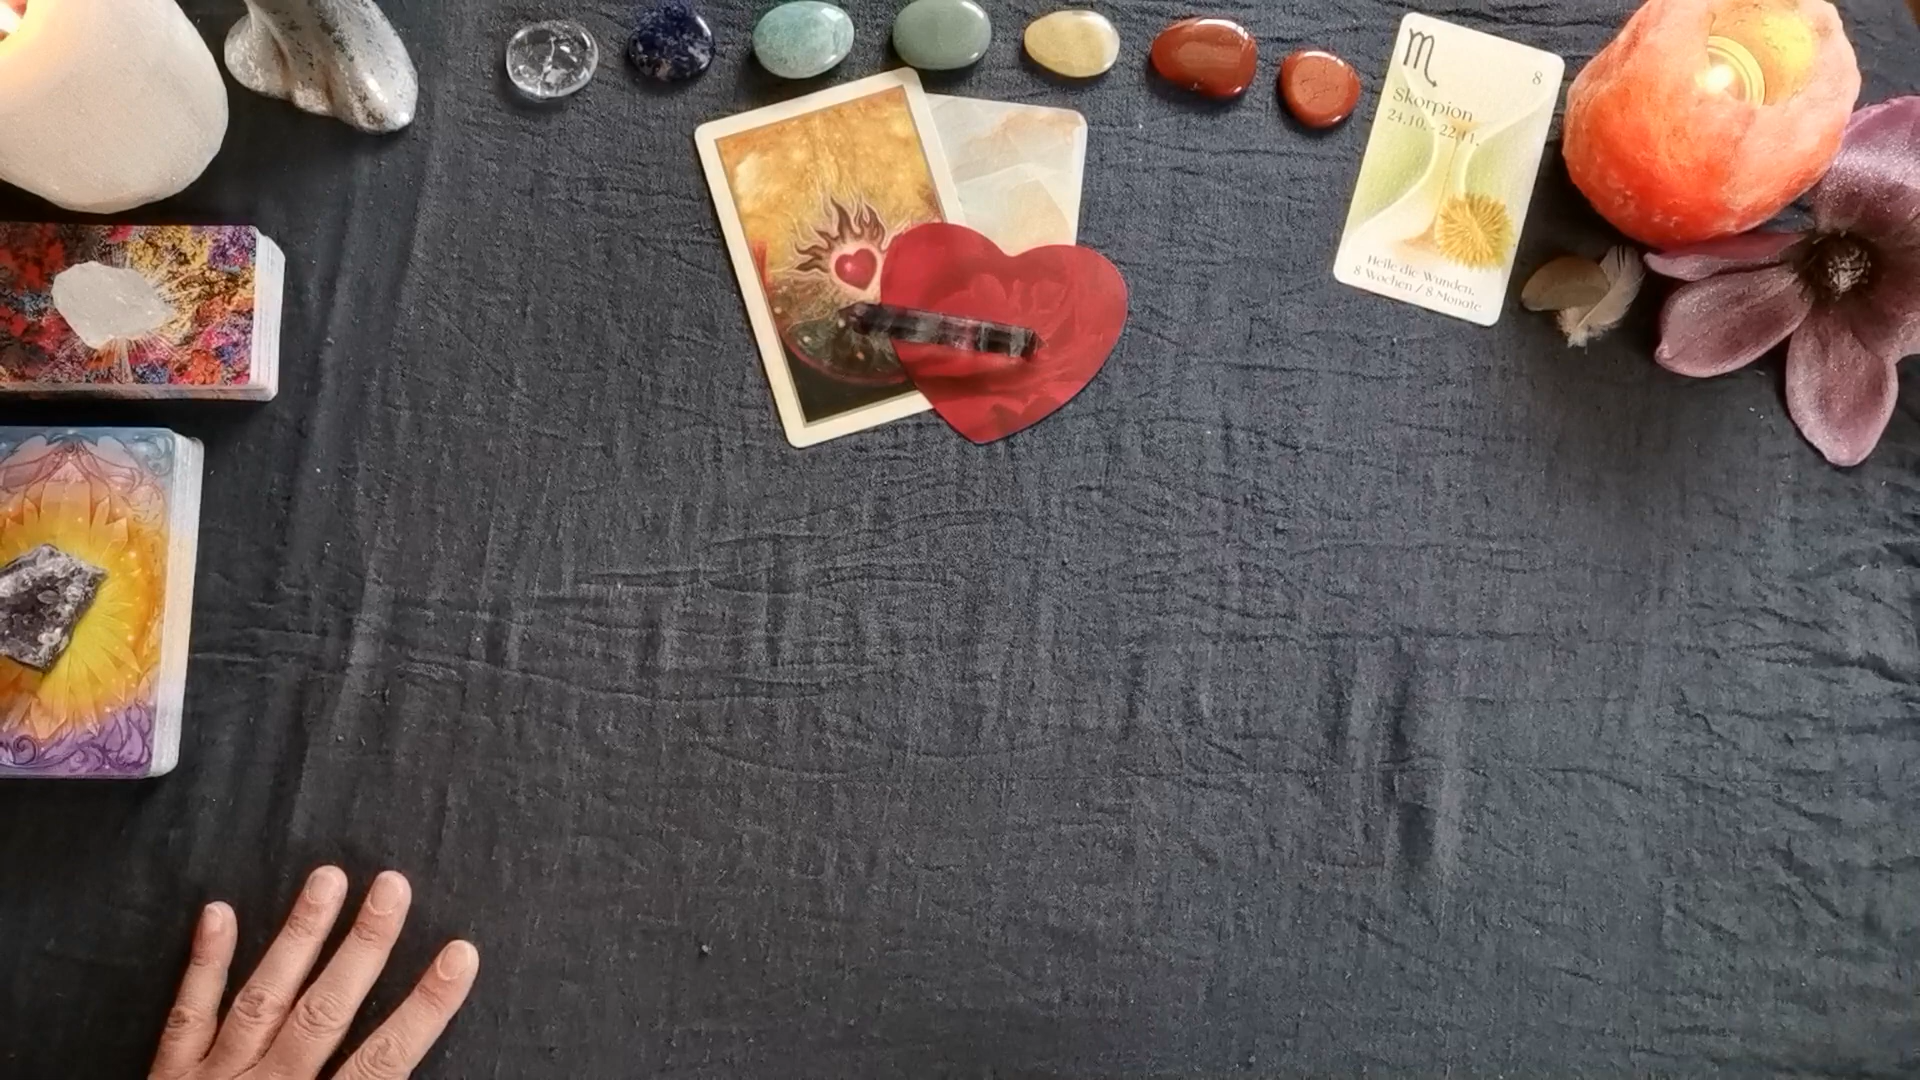 ♏
8
Skorpion
24.10. - 22.11.
Heile die Wunden,
8 Wochen / 8 Monate